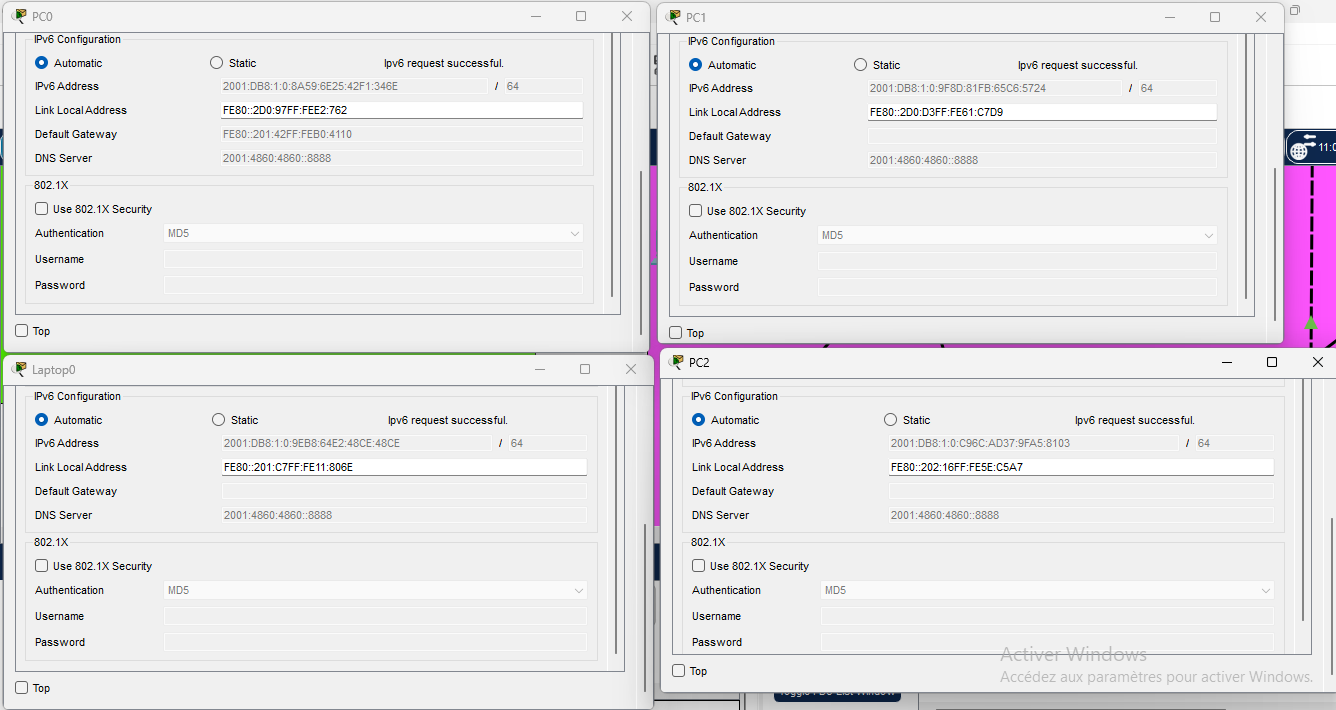 PC0
IPv6 Configuration
Automatic Static Ipv6 request successful.
IPv6 Address 2001:DB8:1:0:8A59:6E25:42F1:346E / 64
Link Local Address FE80::2D0:97FF:FEE2:762
Default Gateway FE80::201:42FF:FEB0:4110
DNS Server 2001:4860:4860::8888
802.1X
Use 802.1X Security
Authentication MD5
Username
Password
Top
PC1
IPv6 Configuration
Automatic Static Ipv6 request successful.
IPv6 Address 2001:DB8:1:0:9F8D:81FB:65C6:5724 / 64
Link Local Address FE80::2D0:D3FF:FE61:C7D9
Default Gateway
DNS Server 2001:4860:4860::8888
802.1X
Use 802.1X Security
Authentication MD5
Username
Password
Top
Laptop0
IPv6 Configuration
Automatic Static Ipv6 request successful.
IPv6 Address 2001:DB8:1:0:9EB8:64E2:48CE:48CE / 64
Link Local Address FE80::201:C7FF:FE11:806E
Default Gateway
DNS Server 2001:4860:4860::8888
802.1X
Use 802.1X Security
Authentication MD5
Username
Password
Top
PC2
IPv6 Configuration
Automatic Static Ipv6 request successful.
IPv6 Address 2001:DB8:1:0:C96C:AD37:9FA5:8103 / 64
Link Local Address FE80::202:16FF:FE5E:C5A7
Default Gateway
DNS Server 2001:4860:4860::8888
802.1X
Use 802.1X Security
Authentication MD5
Username
Password
Top
Activer Windows
Accédez aux paramètres pour activer Windows.